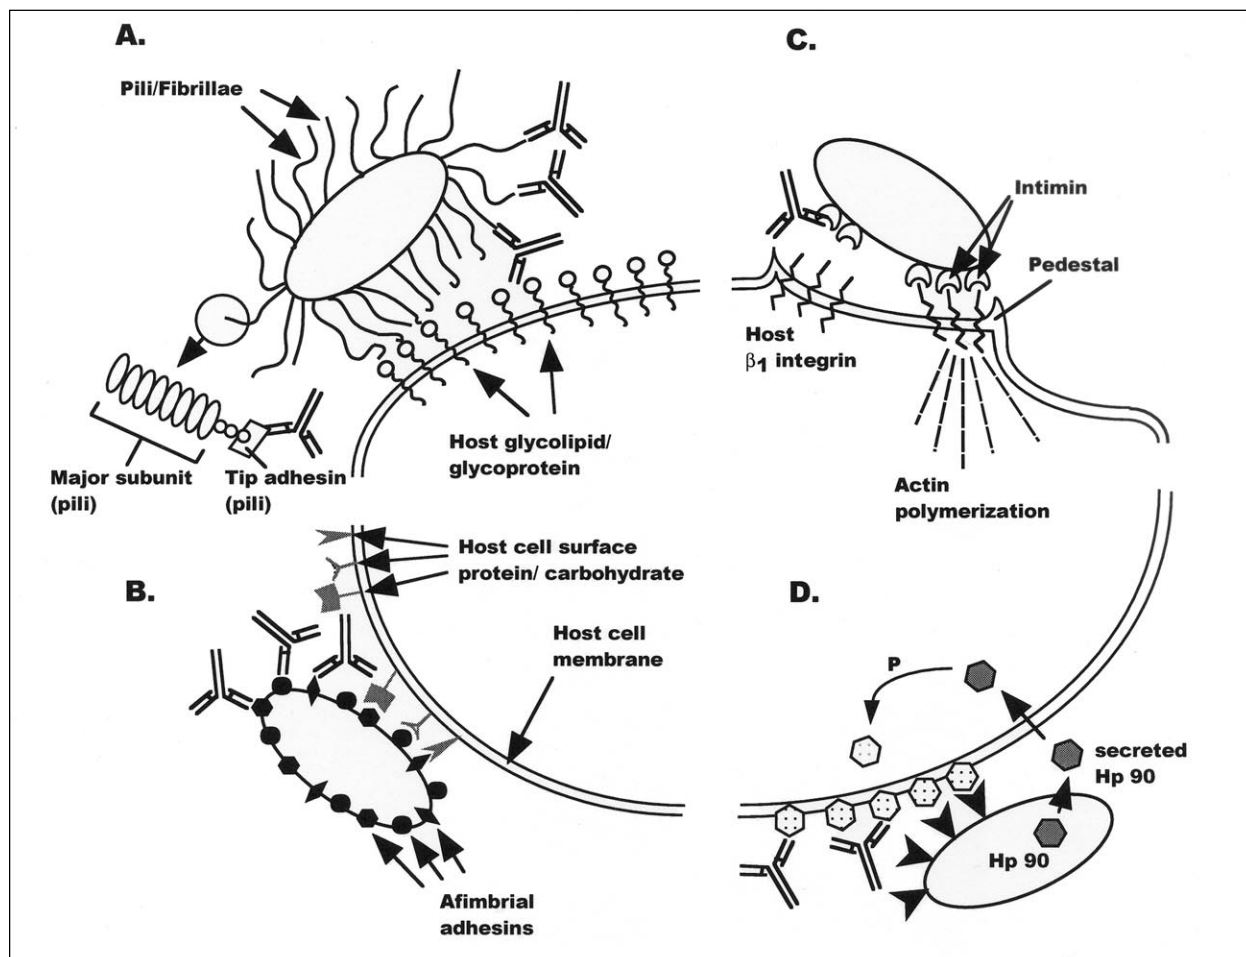 A.
Pili/Fibrillae
Major subunit
(pili)
Tip adhesin
(pili)
Host glycolipid/
glycoprotein
C.
Intimin
Pedestal
Host
β1 integrin
Actin
polymerization
B.
Host cell surface
protein/ carbohydrate
Host cell
membrane
Afimbrial
adhesins
D.
P
secreted
Hp 90
Hp 90